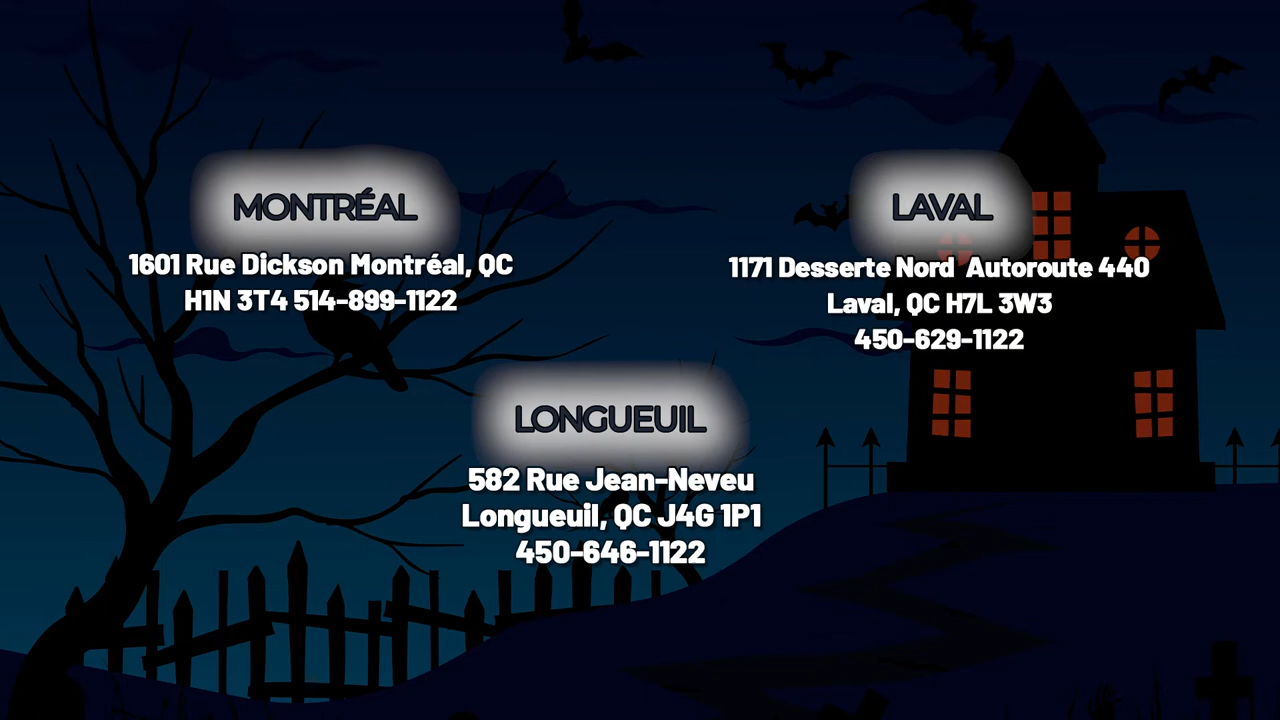 MONTRÉAL
1601 Rue Dickson Montréal, QC
H1N 3T4 514-899-1122
LAVAL
1171 Desserte Nord  Autoroute 440
Laval, QC H7L 3W3
450-629-1122
LONGUEUIL
582 Rue Jean-Neveu
Longueuil, QC J4G 1P1
450-646-1122